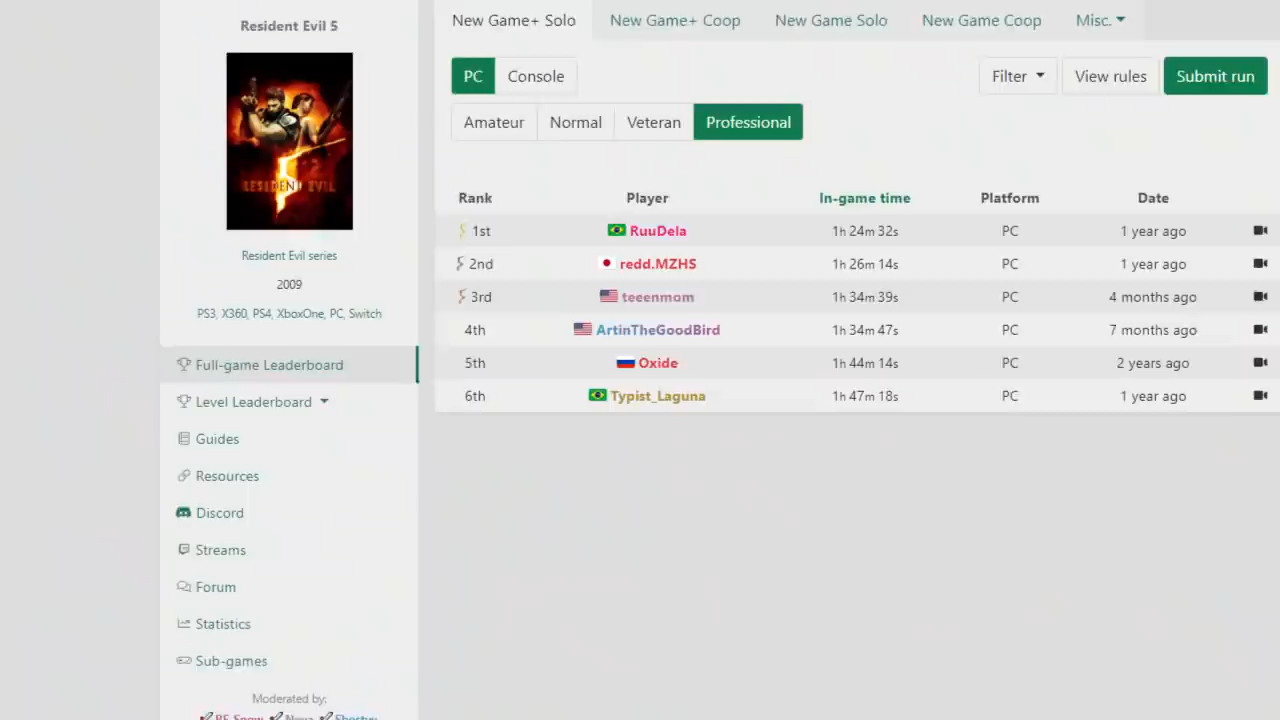 Resident Evil 5
RESIDENT EVIL
5
Resident Evil series
2009
PS3, X360, PS4, XboxOne, PC, Switch
Full-game Leaderboard
Level Leaderboard
Guides
Resources
Discord
Streams
Forum
Statistics
Sub-games
Moderated by:
New Game+ Solo New Game+ Coop New Game Solo New Game Coop Misc.
PC Console Filter View rules Submit run
Amateur Normal Veteran Professional
Rank Player In-game time Platform Date
1st RuuDela 1h 24m 32s PC 1 year ago
2nd redd.MZHS 1h 26m 14s PC 1 year ago
3rd teeenmom 1h 34m 39s PC 4 months ago
4th ArtinTheGoodBird 1h 34m 47s PC 7 months ago
5th Oxide 1h 44m 14s PC 2 years ago
6th Typist_Laguna 1h 47m 18s PC 1 year ago